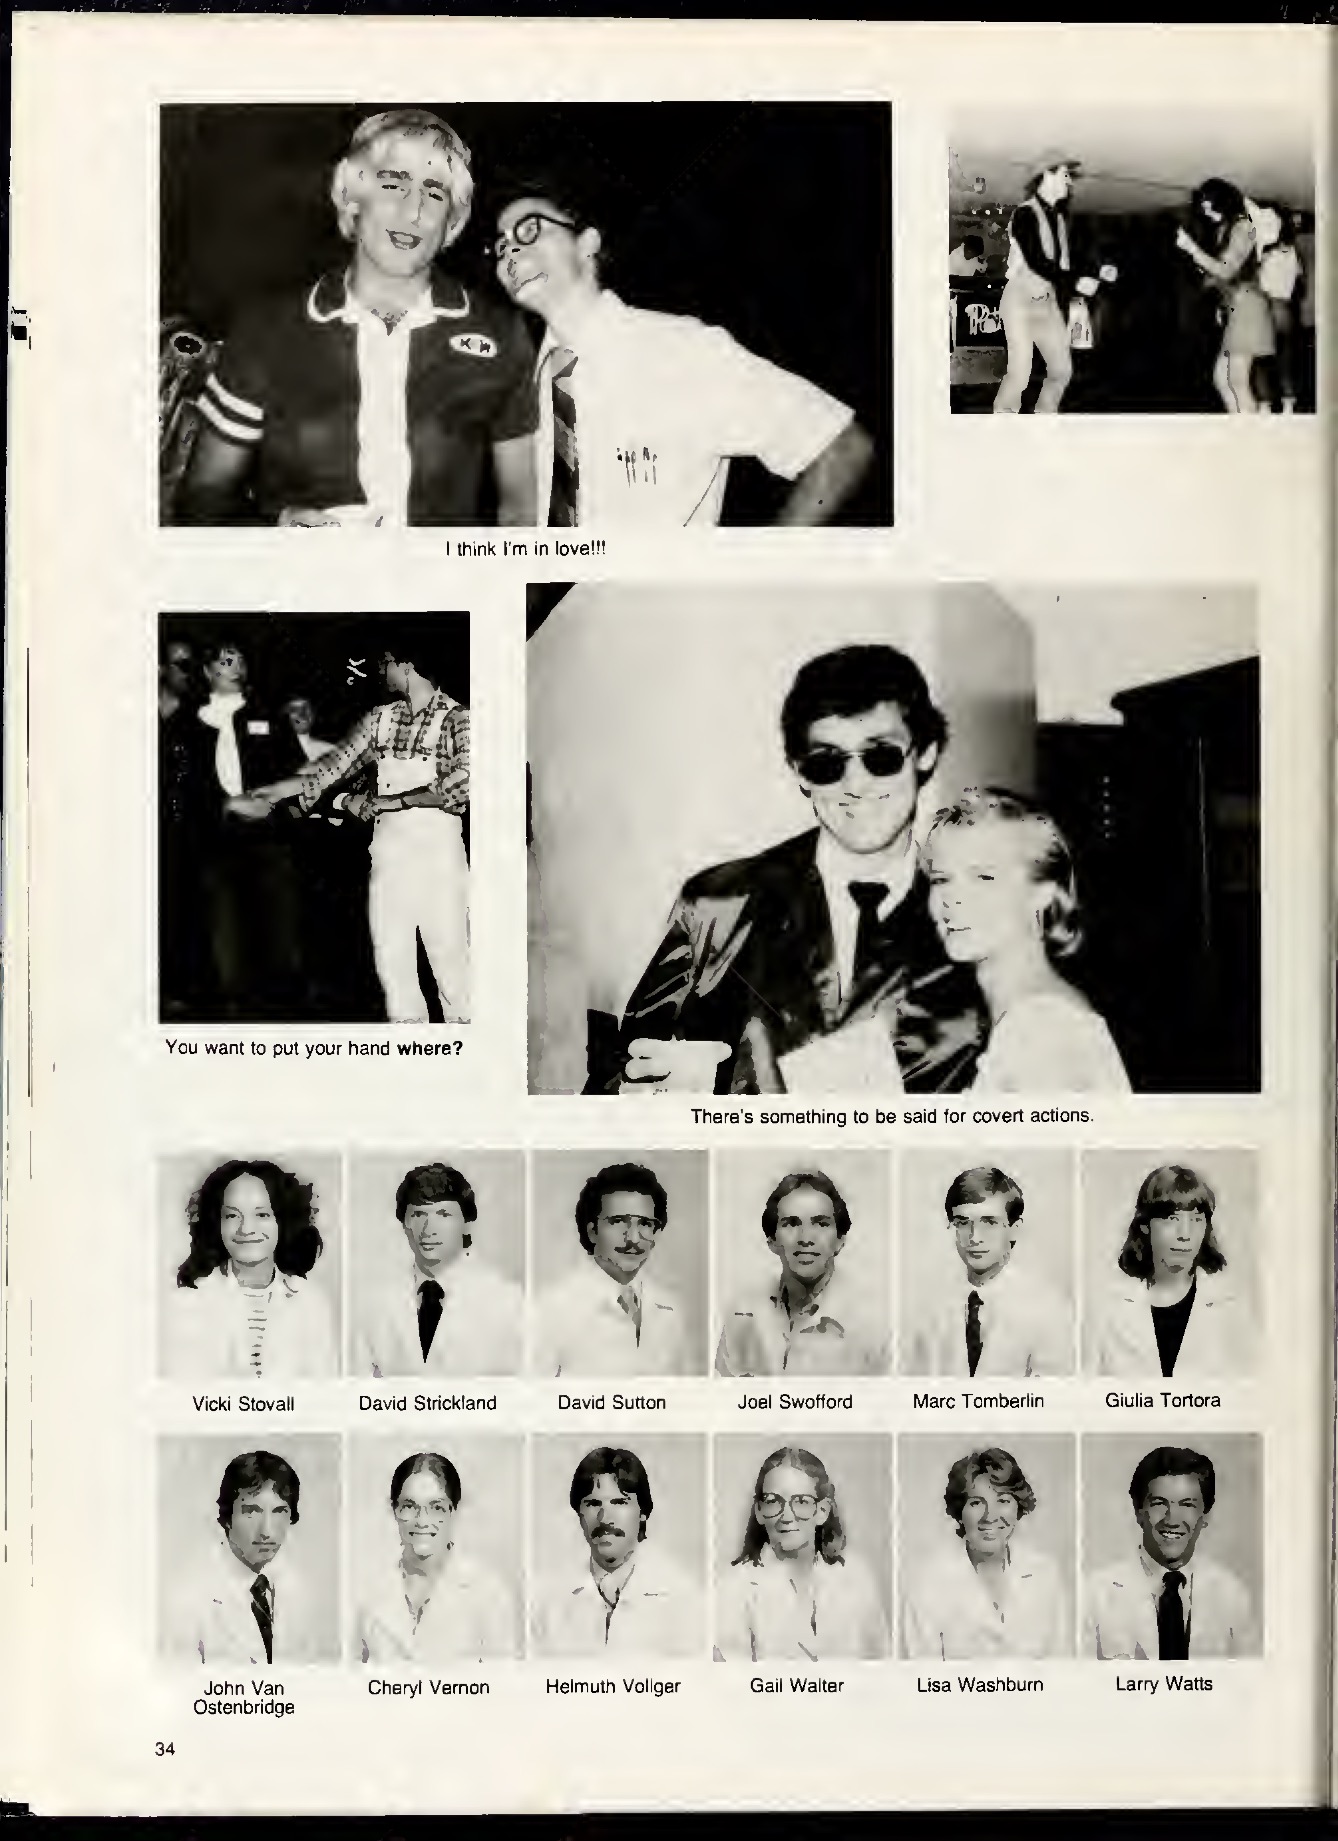 K W
I think I'm in love!!!
You want to put your hand where?
There's something to be said for covert actions.
Vicki Stovall
David Strickland
David Sutton
Joel Swofford
Marc Tomberlin
Giulia Tortora
John Van
Ostenbridge
Cheryl Vernon
Helmuth Vollger
Gail Walter
Lisa Washburn
Larry Watts
34